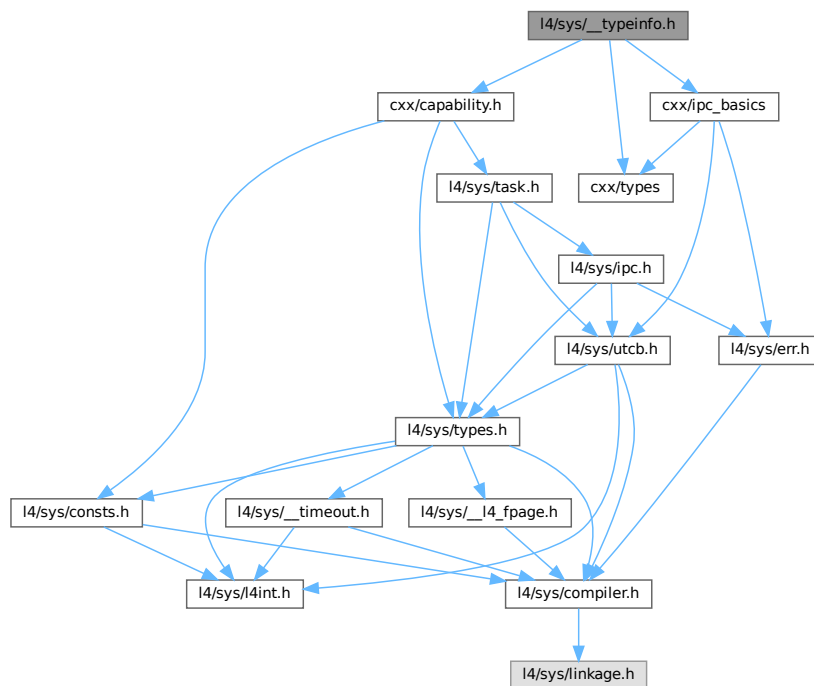 l4/sys/__typeinfo.h
cxx/capability.h
cxx/ipc_basics
l4/sys/task.h
cxx/types
l4/sys/ipc.h
l4/sys/utcb.h
l4/sys/err.h
l4/sys/types.h
l4/sys/consts.h
l4/sys/__timeout.h
l4/sys/__l4_fpage.h
l4/sys/l4int.h
l4/sys/compiler.h
l4/sys/linkage.h